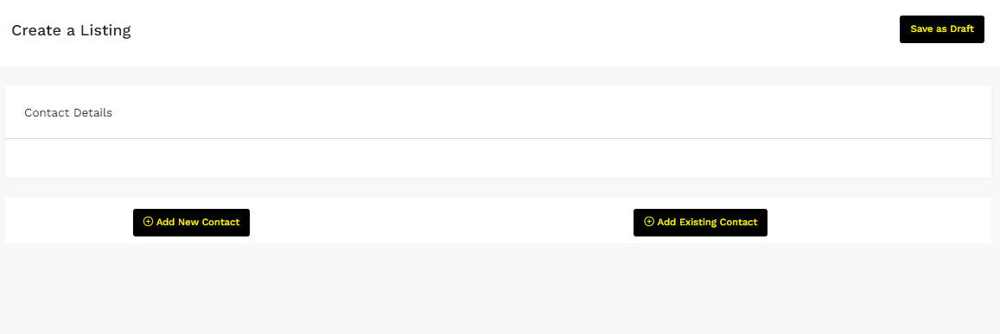 Create a Listing
Save as Draft
Contact Details
Add New Contact
Add Existing Contact